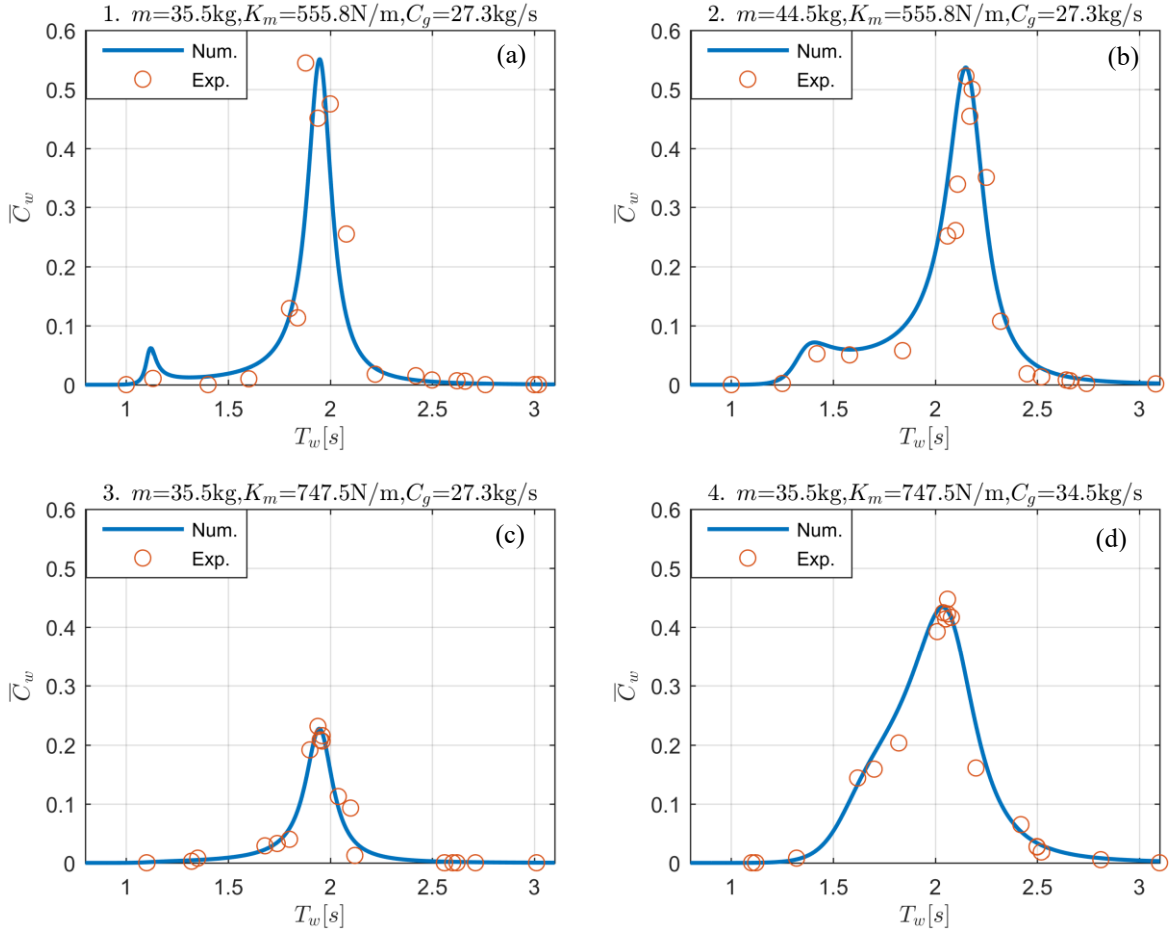 1. m=35.5kg,K_m=555.8N/m,C_g=27.3kg/s
(a)
Num.
Exp.
0.6
0.5
0.4
0.3
0.2
0.1
0
C̅_w
1 1.5 2 2.5 3
T_w[s]
2. m=44.5kg,K_m=555.8N/m,C_g=27.3kg/s
(b)
Num.
Exp.
0.6
0.5
0.4
0.3
0.2
0.1
0
C̅_w
1 1.5 2 2.5 3
T_w[s]
3. m=35.5kg,K_m=747.5N/m,C_g=27.3kg/s
(c)
Num.
Exp.
0.6
0.5
0.4
0.3
0.2
0.1
0
C̅_w
1 1.5 2 2.5 3
T_w[s]
4. m=35.5kg,K_m=747.5N/m,C_g=34.5kg/s
(d)
Num.
Exp.
0.6
0.5
0.4
0.3
0.2
0.1
0
C̅_w
1 1.5 2 2.5 3
T_w[s]